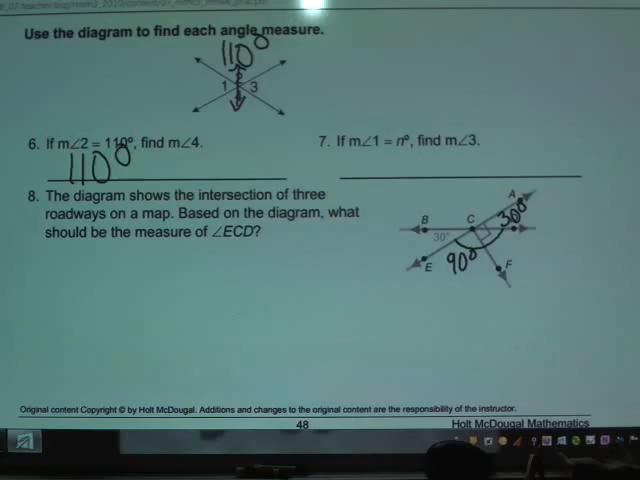 Use the diagram to find each angle measure.
110°
1
3
6. If m∠2 = 110°, find m∠4.
110°
7. If m∠1 = n°, find m∠3.
8. The diagram shows the intersection of three
roadways on a map. Based on the diagram, what
should be the measure of ∠ECD?
A
30°
B
C
30°
E
90°
F
Original content Copyright © by Holt McDougal. Additions and changes to the original content are the responsibility of the instructor.
48
Holt McDougal Mathematics